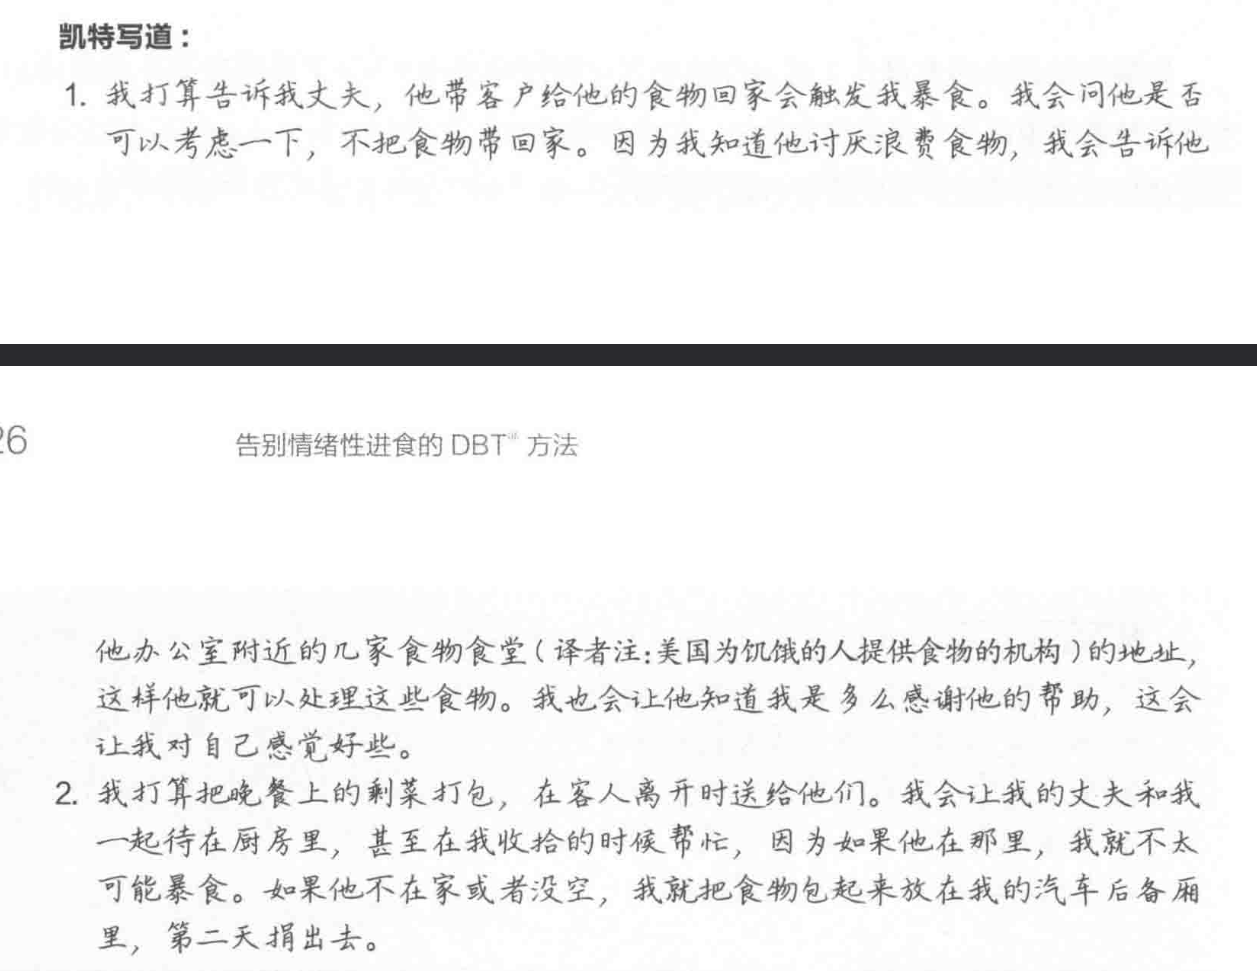 凯特写道：
1. 我打算告诉我丈夫，他带客户给他的食物回家会触发我暴食。我会问他是否
可以考虑一下，不把食物带回家。因为我知道他讨厌浪费食物，我会告诉他
26
告别情绪性进食的 DBT 方法
他办公室附近的几家食物食堂（译者注：美国为饥饿的人提供食物的机构）的地址，
这样他就可以处理这些食物。我也会让他知道我是多么感谢他的帮助，这会
让我对自己感觉好些。
2. 我打算把晚餐上的剩菜打包，在客人离开时送给他们。我会让我的丈夫和我
一起待在厨房里，甚至在我收拾的时候帮忙，因为如果他在那里，我就不太
可能暴食。如果他不在家或者没空，我就把食物包起来放在我的汽车后备厢
里，第二天捐出去。